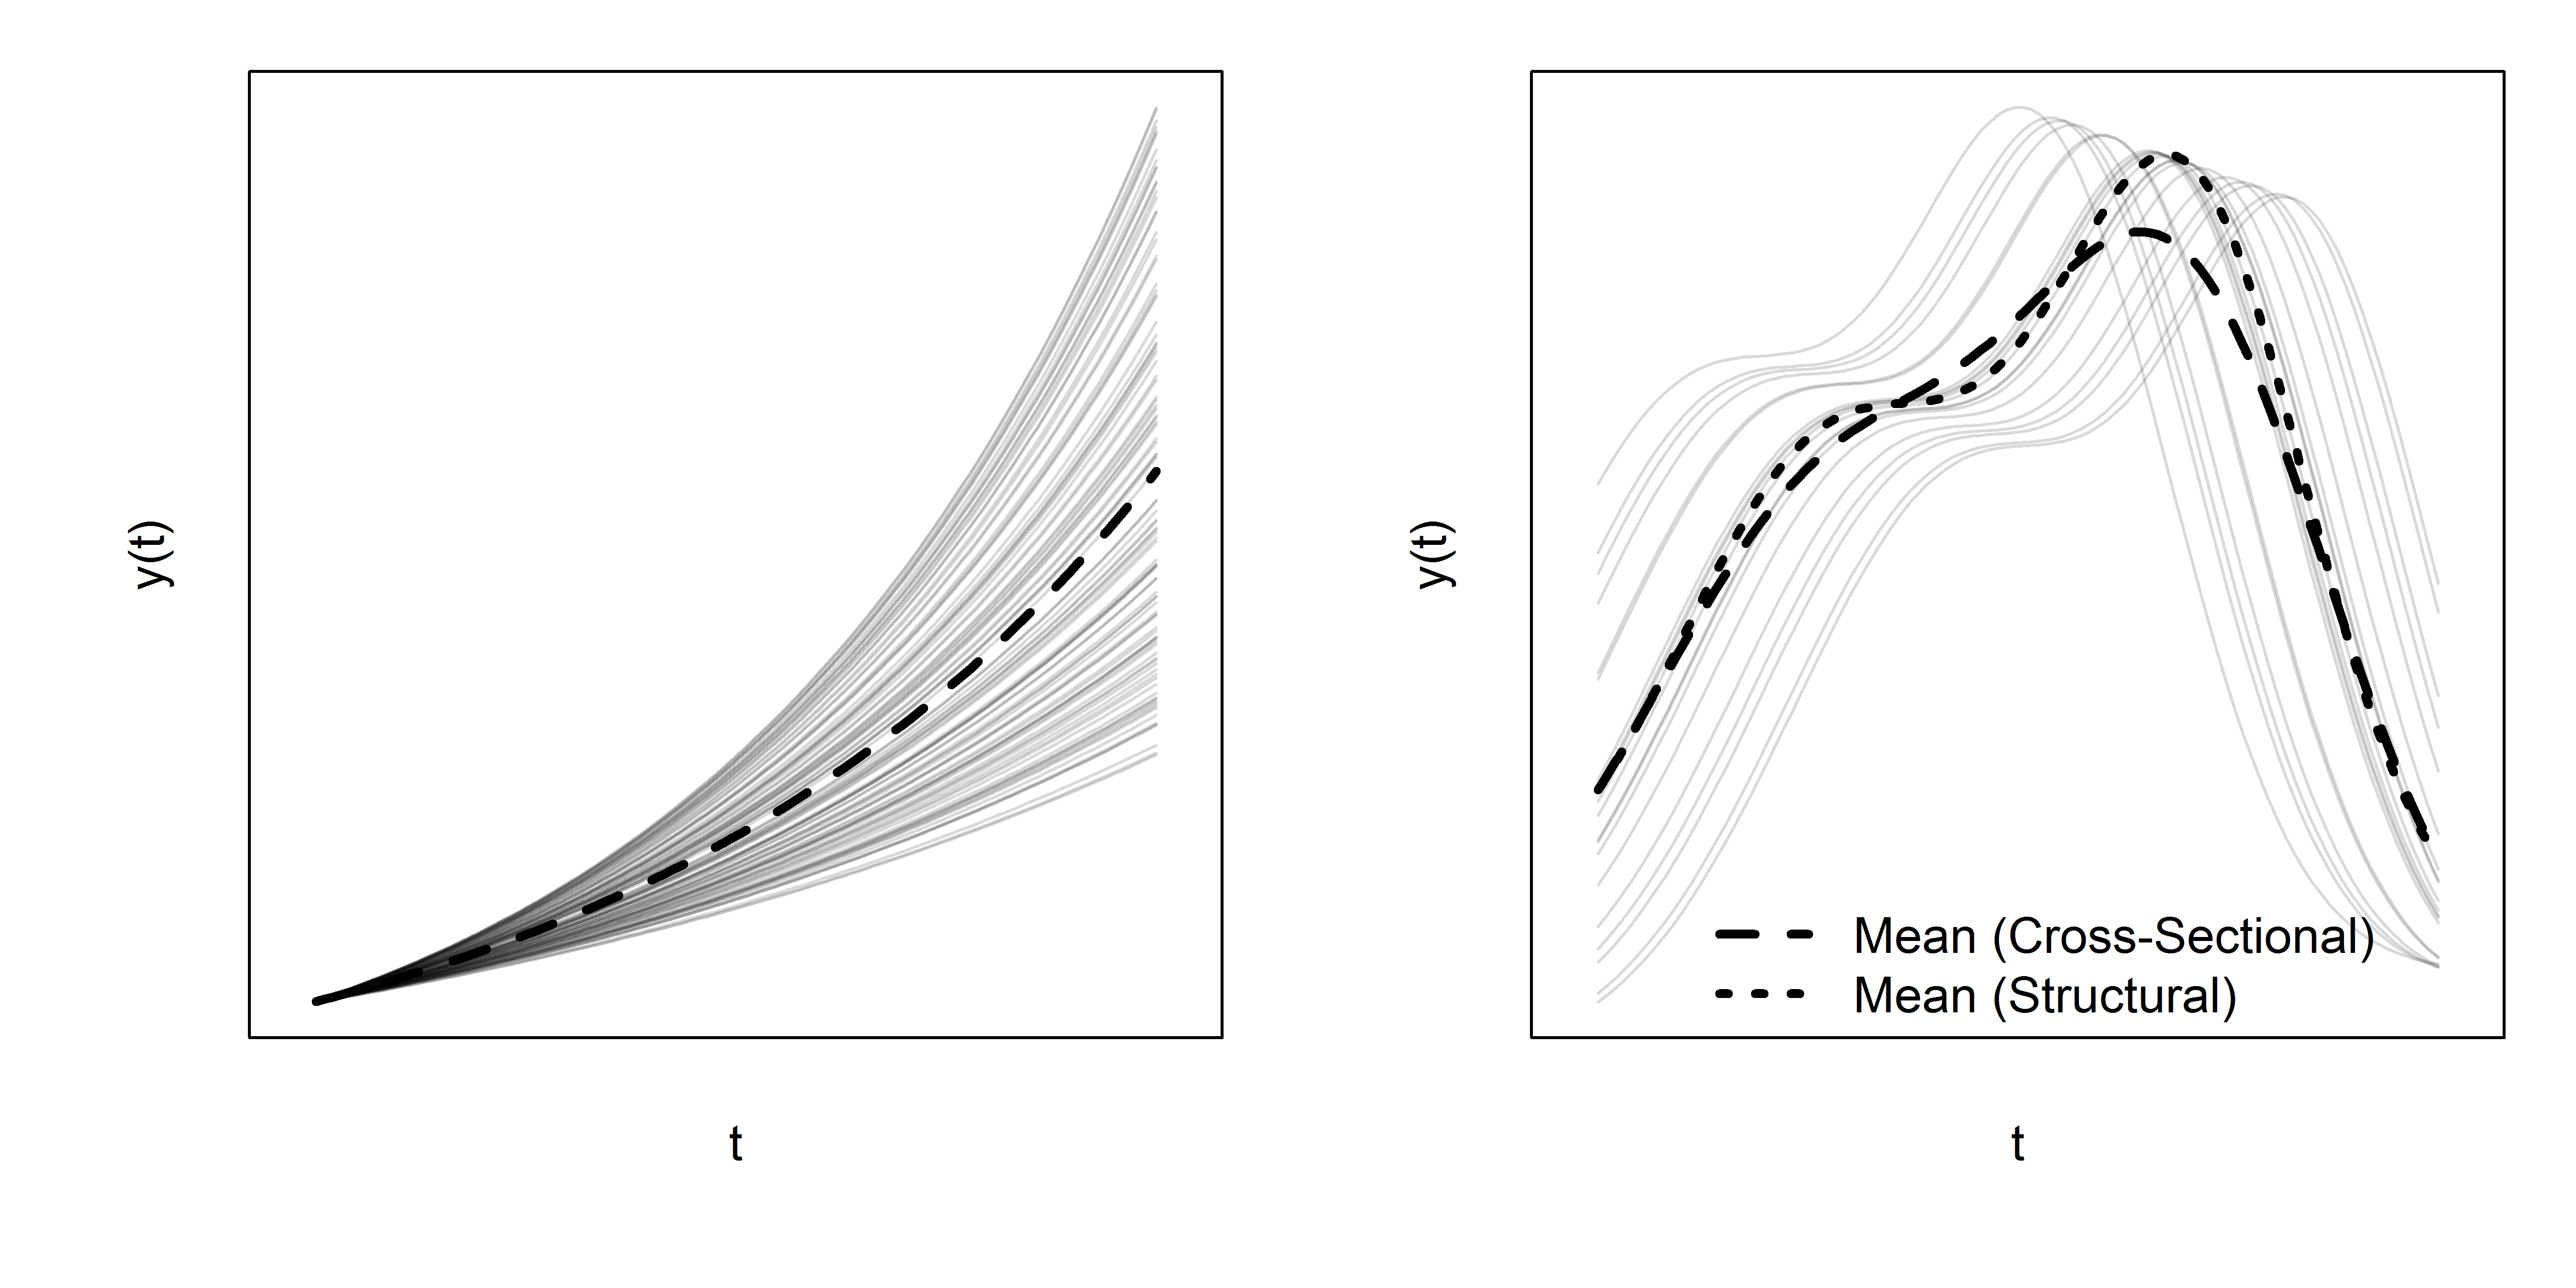 y(t)
t
y(t)
Mean (Cross-Sectional)
Mean (Structural)
t